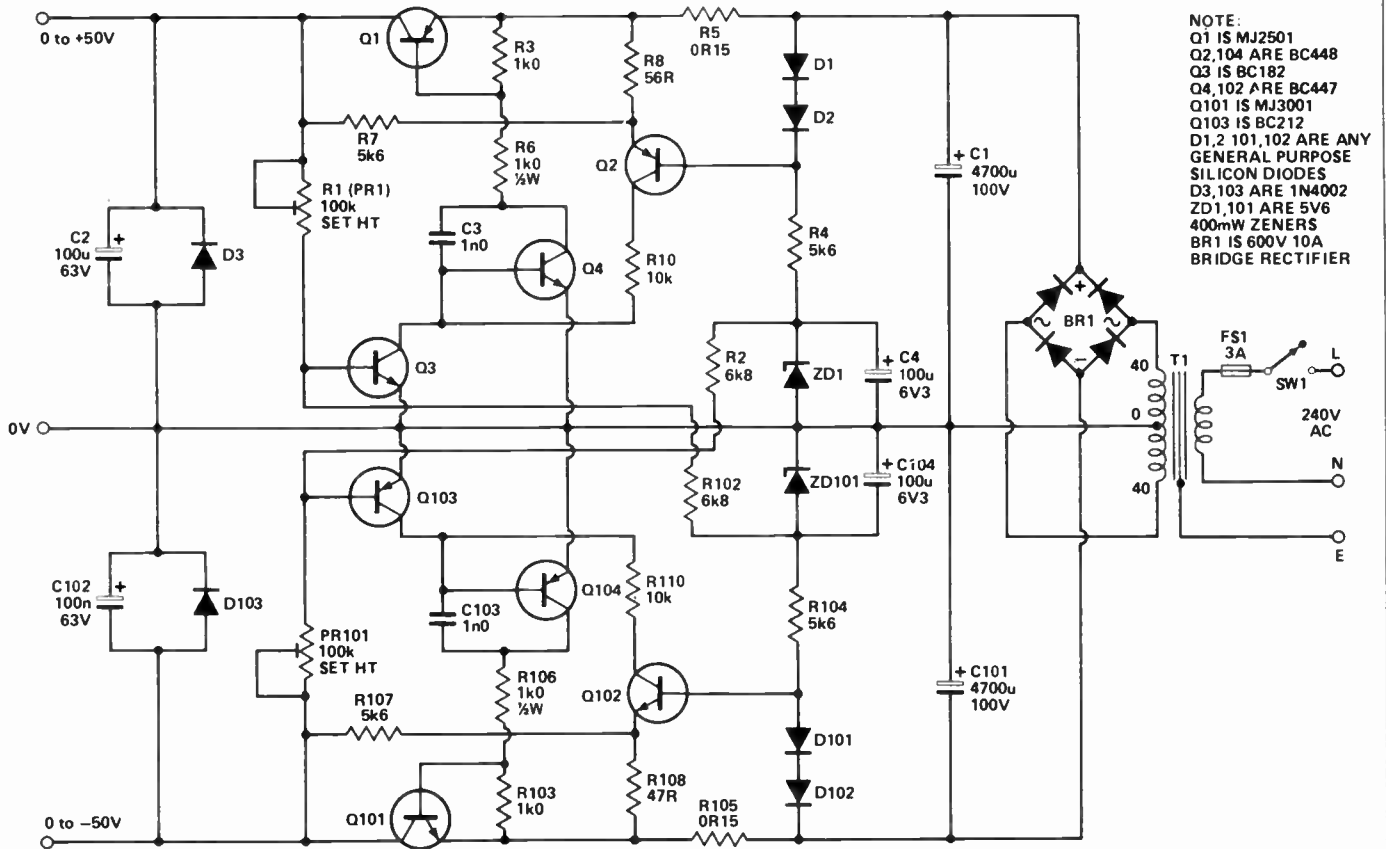 0 to +50V
Q1
R3
1k0
R8
56R
R5
0R15
D1
D2
NOTE:
Q1 IS MJ2501
Q2,104 ARE BC448
Q3 IS BC182
Q4,102 ARE BC447
Q101 IS MJ3001
Q103 IS BC212
D1,2 101,102 ARE ANY
GENERAL PURPOSE
SILICON DIODES
D3,103 ARE 1N4002
ZD1,101 ARE 5V6
400mW ZENERS
BR1 IS 600V 10A
BRIDGE RECTIFIER
R7
5k6
R6
1k0
½W
Q2
+ C1
4700u
100V
R1 (PR1)
100k
SET HT
C2
100u
63V
+
D3
C3
1n0
Q4
R10
10k
R4
5k6
+
~ BR1 ~
–
Q3
R2
6k8
ZD1
+ C4
100u
6V3
T1
40
0
40
FS1
3A
SW1
L
240V
AC
N
E
0V
Q103
R102
6k8
ZD101
+ C104
100u
6V3
C102
100n
63V
+
D103
C103
1n0
Q104
R110
10k
R104
5k6
PR101
100k
SET HT
R106
1k0
½W
Q102
+ C101
4700u
100V
R107
5k6
D101
D102
R103
1k0
R108
47R
R105
0R15
Q101
0 to –50V